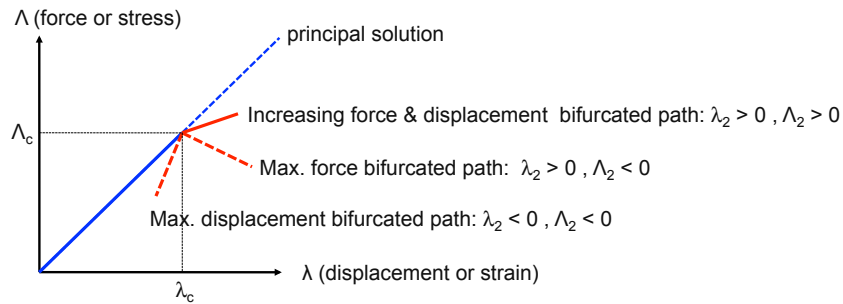 Λ (force or stress)
principal solution
Increasing force & displacement bifurcated path: λ₂ > 0 , Λ₂ > 0
Λc
Max. force bifurcated path: λ₂ > 0 , Λ₂ < 0
Max. displacement bifurcated path: λ₂ < 0 , Λ₂ < 0
λ (displacement or strain)
λc